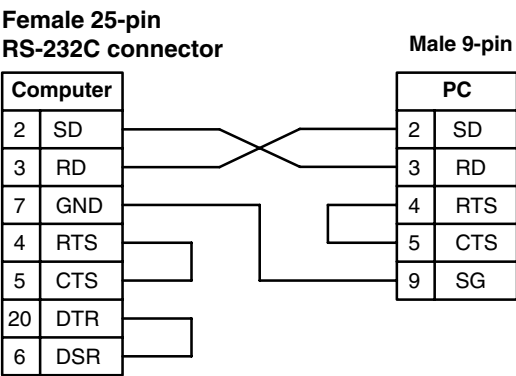 Female 25-pin
RS-232C connector
Male 9-pin
Computer
PC
2 SD
2 SD
3 RD
3 RD
7 GND
4 RTS
4 RTS
5 CTS
5 CTS
9 SG
20 DTR
6 DSR